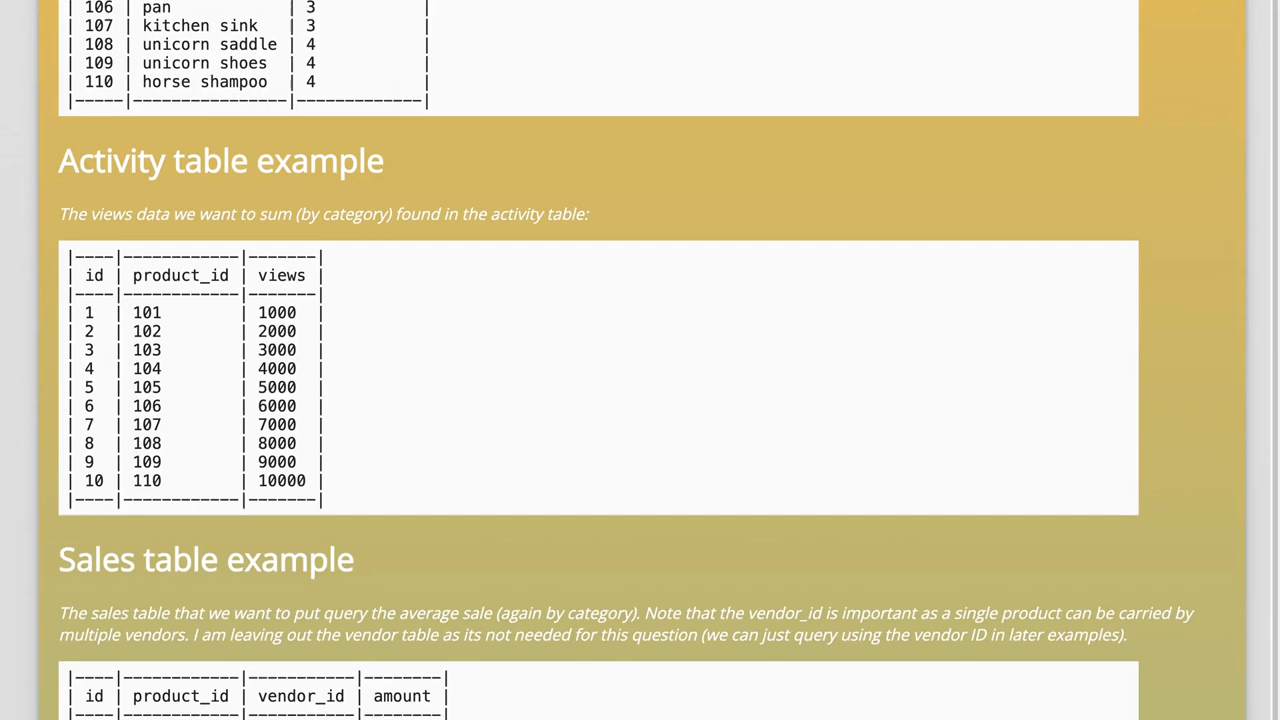 | 106 | pan            | 3           |
| 107 | kitchen sink   | 3           |
| 108 | unicorn saddle | 4           |
| 109 | unicorn shoes  | 4           |
| 110 | horse shampoo  | 4           |
|-----|----------------|-------------|
Activity table example
The views data we want to sum (by category) found in the activity table:
|----|------------|-------|
| id | product_id | views |
|----|------------|-------|
| 1  | 101        | 1000  |
| 2  | 102        | 2000  |
| 3  | 103        | 3000  |
| 4  | 104        | 4000  |
| 5  | 105        | 5000  |
| 6  | 106        | 6000  |
| 7  | 107        | 7000  |
| 8  | 108        | 8000  |
| 9  | 109        | 9000  |
| 10 | 110        | 10000 |
|----|------------|-------|
Sales table example
The sales table that we want to put query the average sale (again by category). Note that the vendor_id is important as a single product can be carried by
multiple vendors. I am leaving out the vendor table as its not needed for this question (we can just query using the vendor ID in later examples).
|----|------------|-----------|--------|
| id | product_id | vendor_id | amount |
|----|------------|-----------|--------|